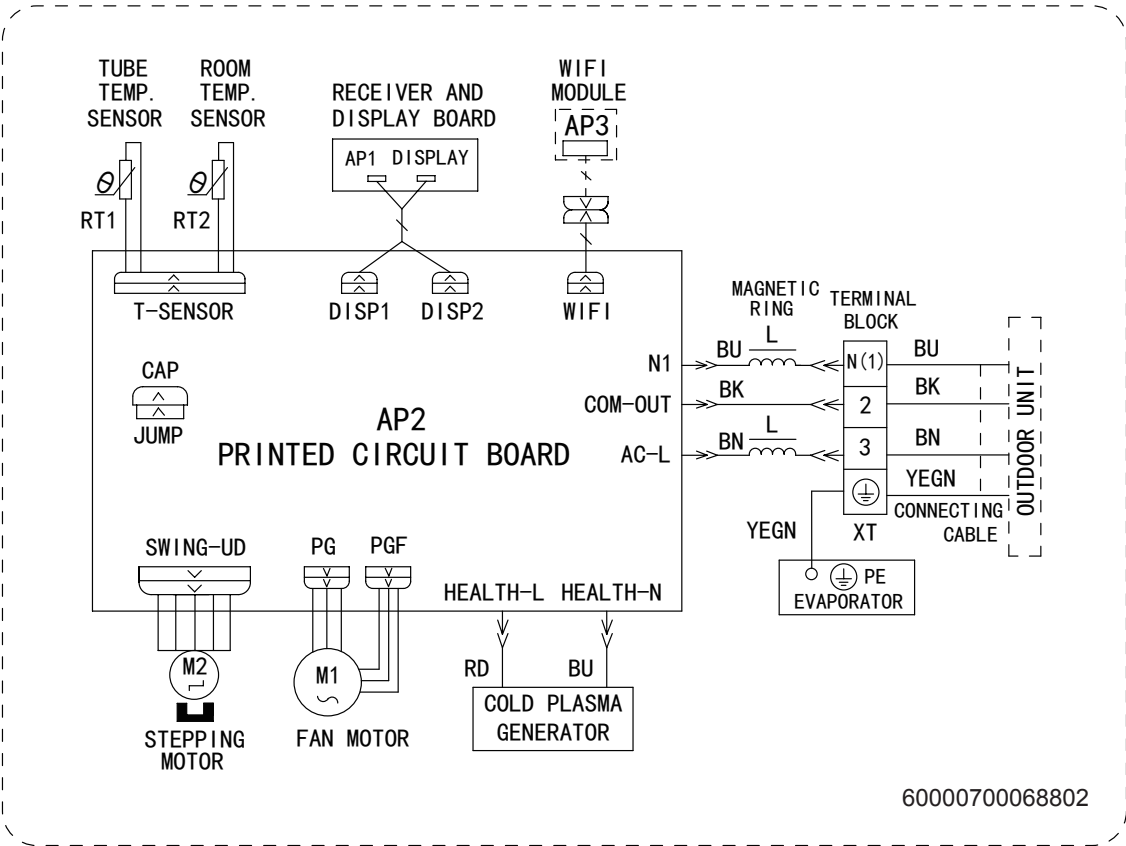 TUBE
TEMP.
SENSOR
ROOM
TEMP.
SENSOR
RECEIVER AND
DISPLAY BOARD
AP1 DISPLAY
WIFI
MODULE
AP3
θ
RT1
θ
RT2
T-SENSOR
DISP1
DISP2
WIFI
CAP
JUMP
AP2
PRINTED CIRCUIT BOARD
N1
COM-OUT
AC-L
MAGNETIC
RING
TERMINAL
BLOCK
BU
L
N(1)
BU
BK
2
BK
BN
L
3
BN
YEGN
CONNECTING
CABLE
OUTDOOR UNIT
XT
YEGN
PE
EVAPORATOR
SWING-UD
PG
PGF
HEALTH-L
HEALTH-N
M2
STEPPING
MOTOR
M1
FAN MOTOR
RD
BU
COLD PLASMA
GENERATOR
60000700068802